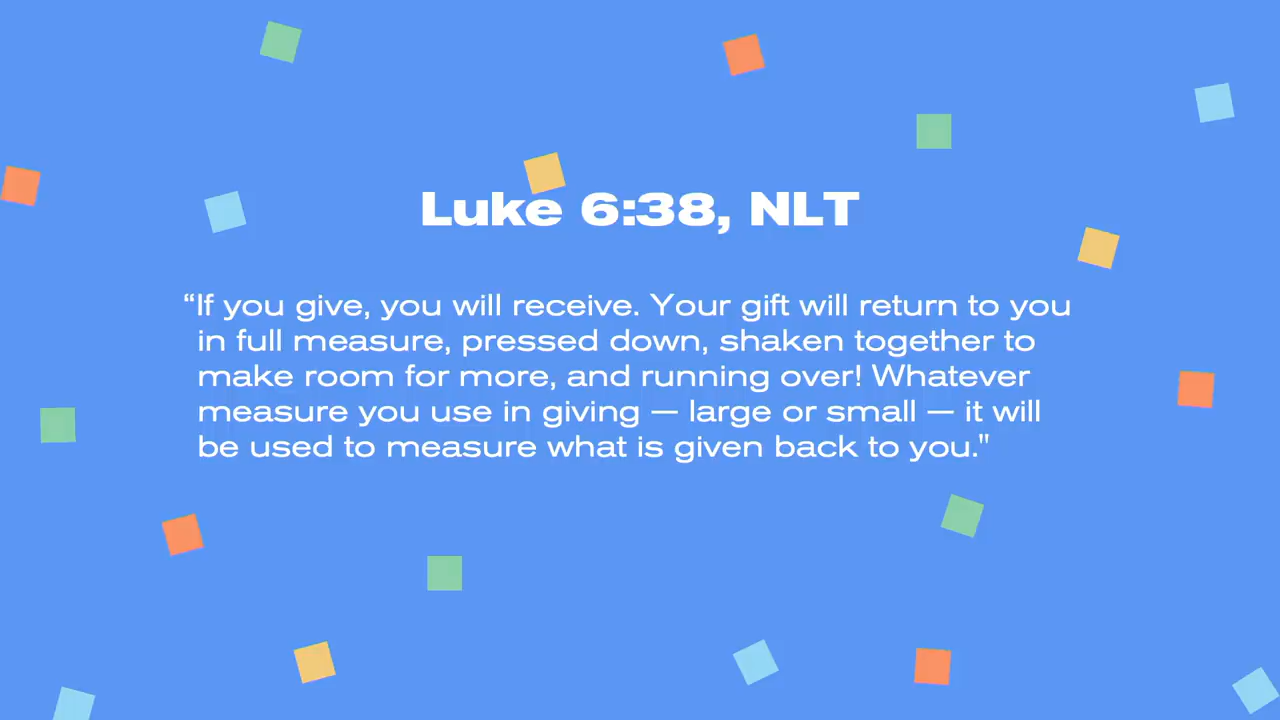 Luke 6:38, NLT
“If you give, you will receive. Your gift will return to you
in full measure, pressed down, shaken together to
make room for more, and running over! Whatever
measure you use in giving — large or small — it will
be used to measure what is given back to you."